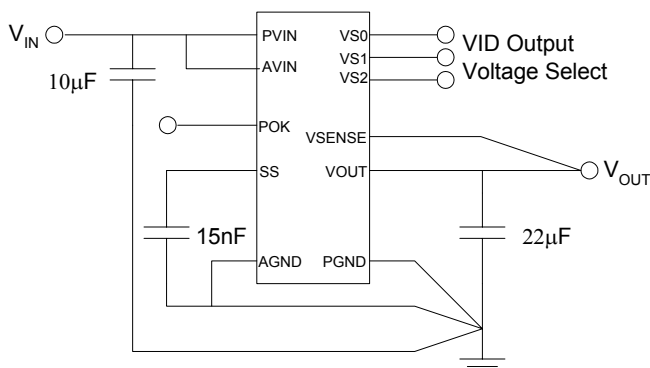 V_IN
PVIN
VS0
VID Output
VS1
AVIN
VS2
Voltage Select
10μF
POK
VSENSE
SS
VOUT
V_OUT
15nF
22μF
AGND
PGND